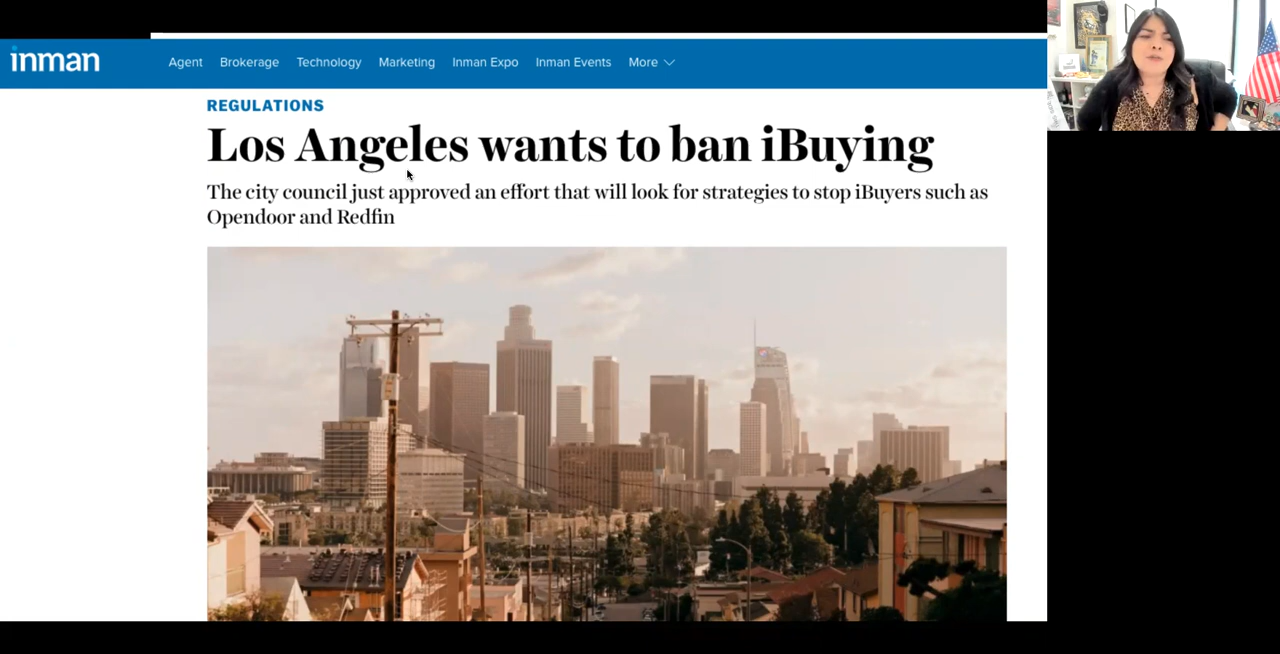 inman
Agent Brokerage Technology Marketing Inman Expo Inman Events More
REGULATIONS
Los Angeles wants to ban iBuying
The city council just approved an effort that will look for strategies to stop iBuyers such as
Opendoor and Redfin